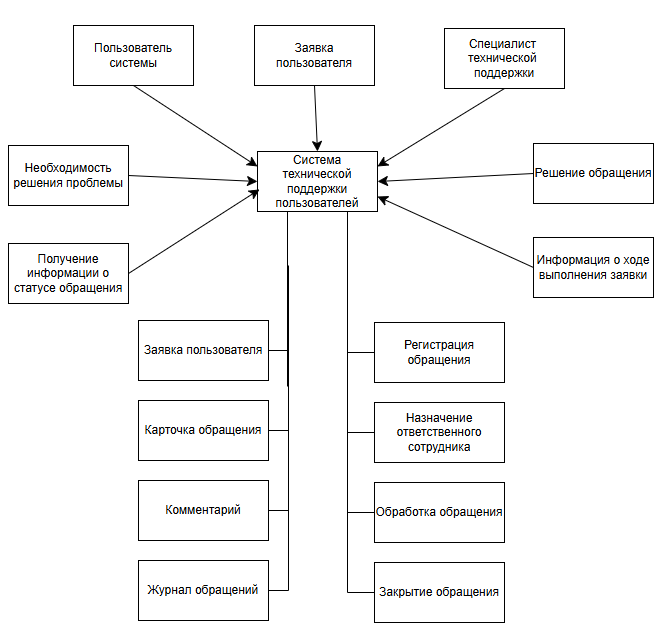 Пользователь
системы
Заявка
пользователя
Специалист
технической
поддержки
Необходимость
решения проблемы
Система
технической
поддержки
пользователей
Решение обращения
Получение
информации о
статусе обращения
Информация о ходе
выполнения заявки
Заявка пользователя
Регистрация
обращения
Карточка обращения
Назначение
ответственного
сотрудника
Комментарий
Обработка обращения
Журнал обращений
Закрытие обращения